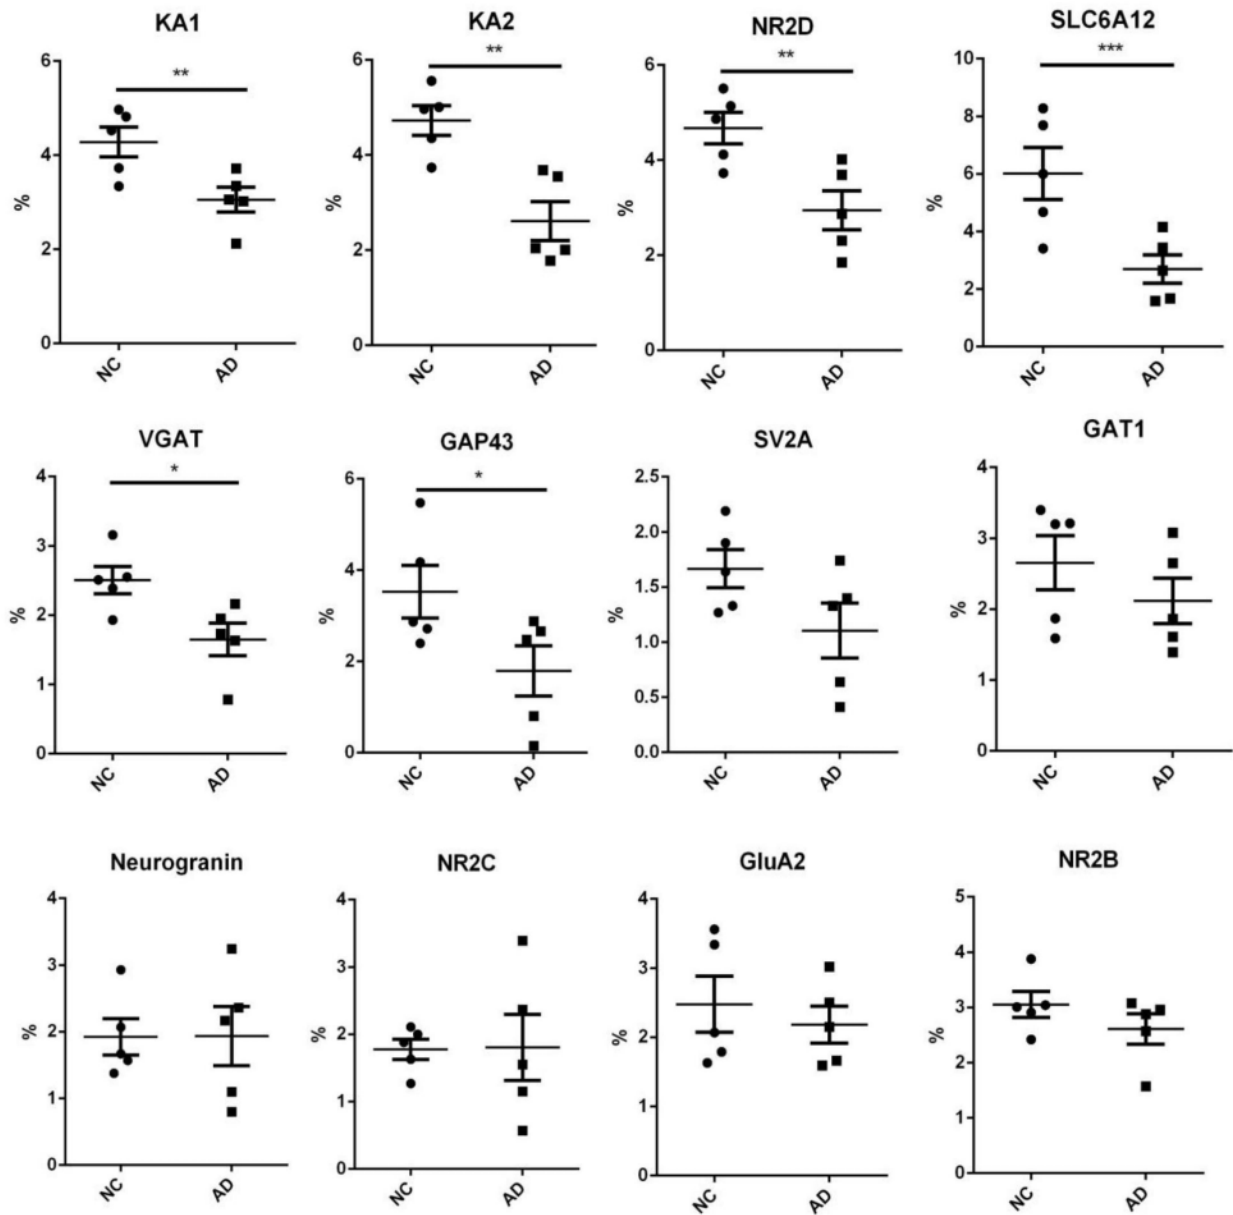 KA1
KA2
NR2D
SLC6A12
**
**
**
***
6
4
2
0
%
NC
AD
6
4
2
0
%
NC
AD
6
4
2
0
%
NC
AD
10
8
6
4
2
0
%
NC
AD
VGAT
GAP43
SV2A
GAT1
*
*
4
3
2
1
0
%
NC
AD
6
4
2
0
%
NC
AD
2.5
2.0
1.5
1.0
0.5
0.0
%
NC
AD
4
3
2
1
0
%
NC
AD
Neurogranin
NR2C
GluA2
NR2B
4
3
2
1
0
%
NC
AD
4
3
2
1
0
%
NC
AD
4
3
2
1
0
%
NC
AD
5
4
3
2
1
0
%
NC
AD